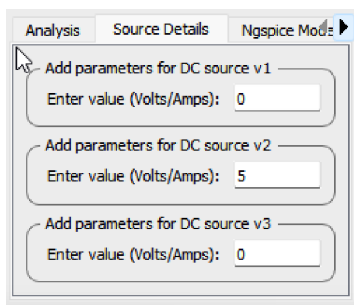 Analysis Source Details Ngspice Mode
Add parameters for DC source v1
Enter value (Volts/Amps): 0
Add parameters for DC source v2
Enter value (Volts/Amps): 5
Add parameters for DC source v3
Enter value (Volts/Amps): 0